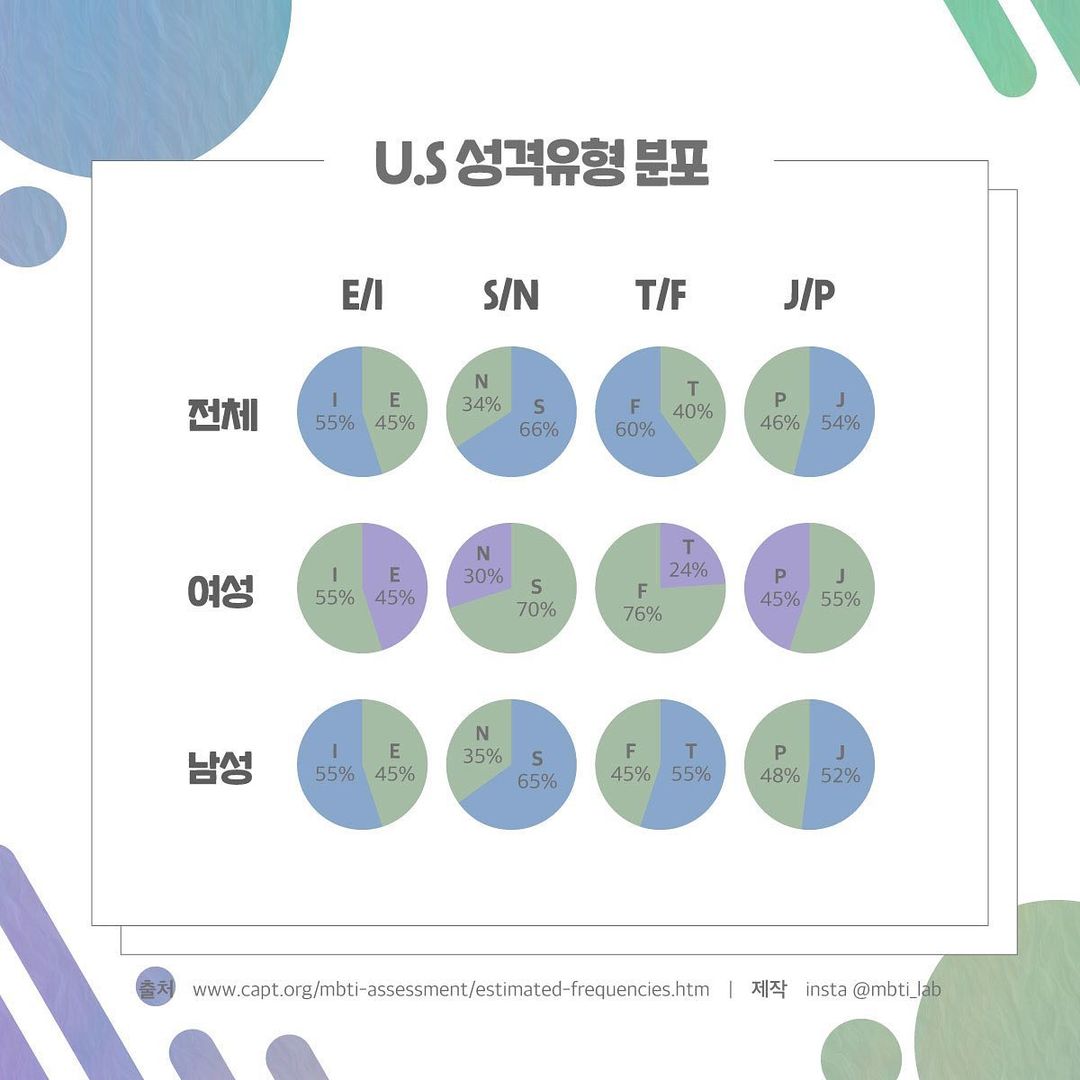 U.S 성격유형 분포
E/I S/N T/F J/P
전체
I 55% E 45%
N 34% S 66%
F 60% T 40%
P 46% J 54%
여성
I 55% E 45%
N 30% S 70%
F 76% T 24%
P 45% J 55%
남성
I 55% E 45%
N 35% S 65%
F 45% T 55%
P 48% J 52%
출처 www.capt.org/mbti-assessment/estimated-frequencies.htm | 제작 insta @mbti_lab